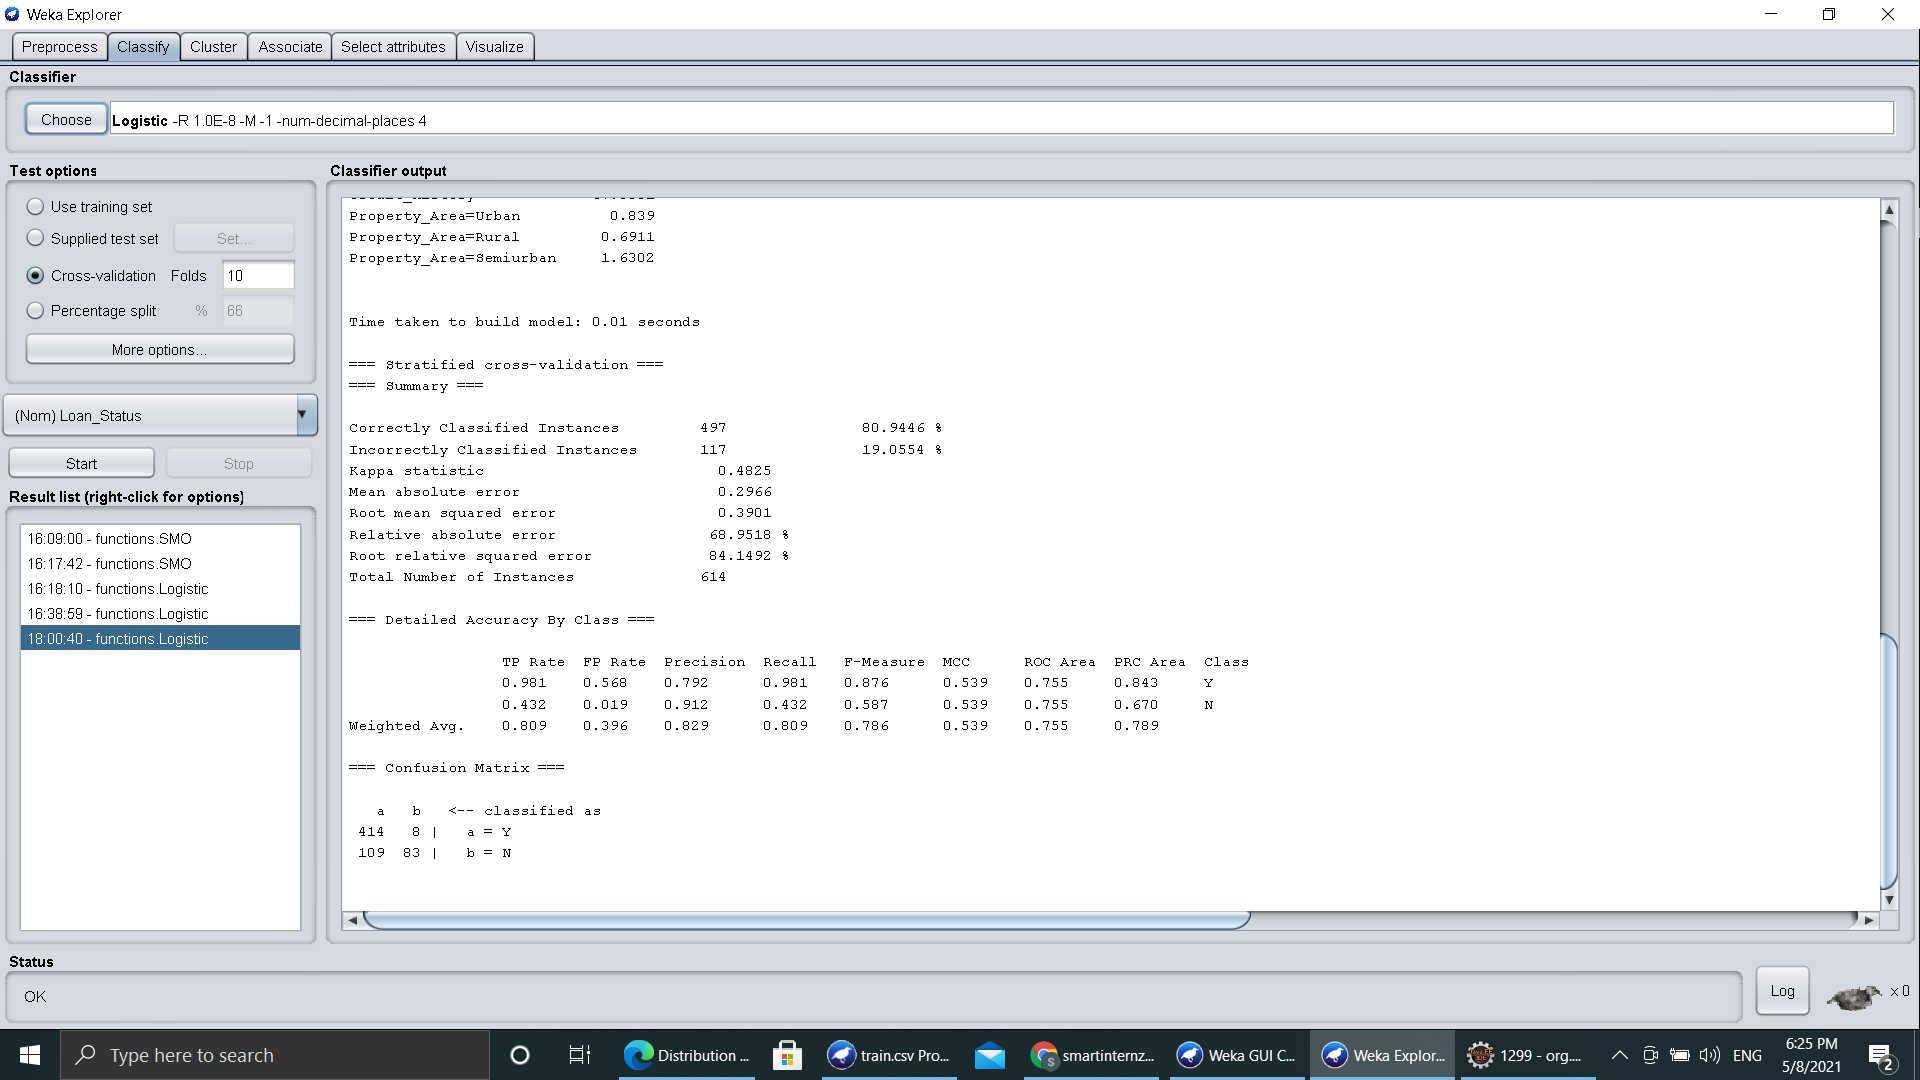 Weka Explorer
Preprocess Classify Cluster Associate Select attributes Visualize
Classifier
Choose Logistic -R 1.0E-8 -M -1 -num-decimal-places 4
Test options
Use training set
Supplied test set Set...
Cross-validation Folds 10
Percentage split % 66
More options...
(Nom) Loan_Status
Start Stop
Result list (right-click for options)
16:09:00 - functions.SMO
16:17:42 - functions.SMO
16:18:10 - functions.Logistic
16:38:59 - functions.Logistic
18:00:40 - functions.Logistic
Classifier output
Property_Area=Urban 0.839
Property_Area=Rural 0.6911
Property_Area=Semiurban 1.6302
Time taken to build model: 0.01 seconds
=== Stratified cross-validation ===
=== Summary ===
Correctly Classified Instances 497 80.9446 %
Incorrectly Classified Instances 117 19.0554 %
Kappa statistic 0.4825
Mean absolute error 0.2966
Root mean squared error 0.3901
Relative absolute error 68.9518 %
Root relative squared error 84.1492 %
Total Number of Instances 614
=== Detailed Accuracy By Class ===
TP Rate FP Rate Precision Recall F-Measure MCC ROC Area PRC Area Class
0.981 0.568 0.792 0.981 0.876 0.539 0.755 0.843 Y
0.432 0.019 0.912 0.432 0.587 0.539 0.755 0.670 N
Weighted Avg. 0.809 0.396 0.829 0.809 0.786 0.539 0.755 0.789
=== Confusion Matrix ===
a b <-- classified as
414 8 | a = Y
109 83 | b = N
Status
OK
Log x 0
Type here to search
Distribution ...
train.csv Pro...
smartinternz...
Weka GUI C...
Weka Explor...
1299 - org....
ENG
6:25 PM
5/8/2021
2